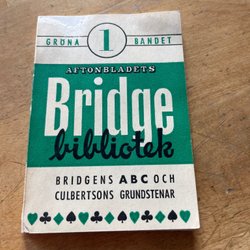 GRÖNA 1 BANDET
AFTONBLADETS
Bridge
bibliotek
BRIDGENS ABC OCH
CULBERTSONS GRUNDSTENAR